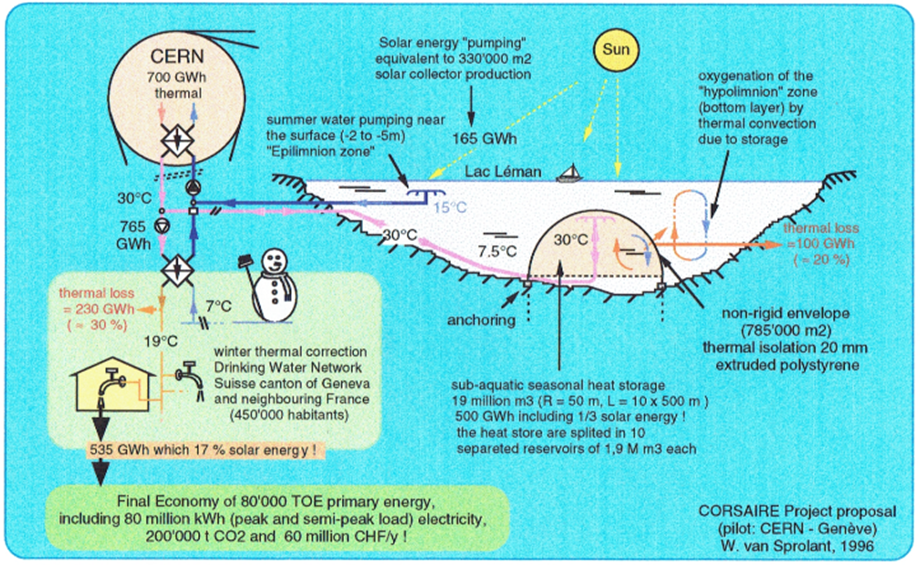 CERN
700 GWh
thermal
Solar energy "pumping"
equivalent to 330'000 m2
solar collector production
Sun
165 GWh
oxygenation of the
"hypolimnion" zone
(bottom layer) by
thermal convection
due to storage
summer water pumping near
the surface (-2 to -5m)
"Epilimnion zone"
Lac Léman
30°C
15°C
765
GWh
30°C
7.5°C
30°C
thermal loss
=100 GWh
(≈ 20 %)
thermal loss
= 230 GWh
(≈ 30 %)
7°C
19°C
anchoring
non-rigid envelope
(785'000 m2)
thermal isolation 20 mm
extruded polystyrene
winter thermal correction
Drinking Water Network
Suisse canton of Geneva
and neighbouring France
(450'000 habitants)
sub-aquatic seasonal heat storage
19 million m3 (R = 50 m, L = 10 x 500 m )
500 GWh including 1/3 solar energy !
the heat store are splited in 10
separeted reservoirs of 1,9 M m3 each
535 GWh which 17 % solar energy !
Final Economy of 80'000 TOE primary energy,
including 80 million kWh (peak and semi-peak load) electricity,
200'000 t CO2 and 60 million CHF/y !
CORSAIRE Project proposal
(pilot: CERN - Genève)
W. van Sprolant, 1996